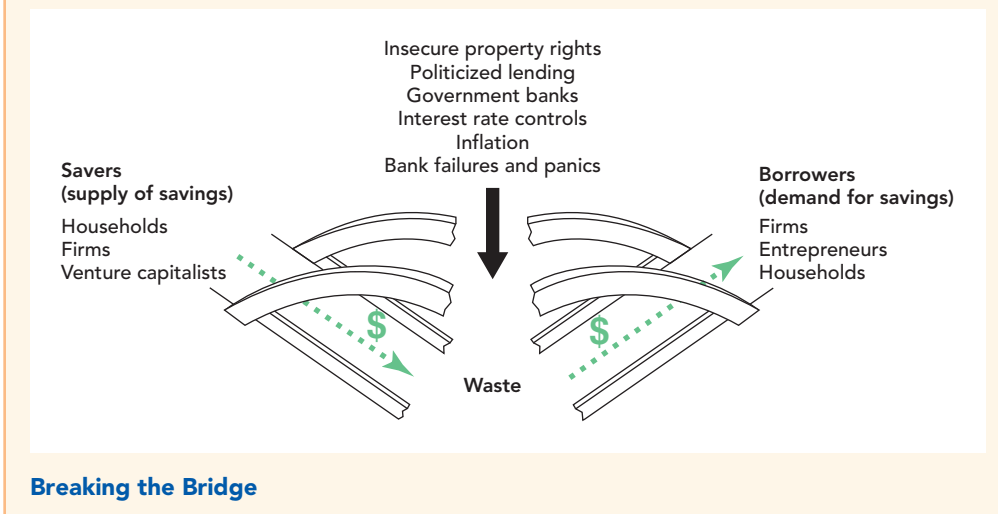 Insecure property rights
Politicized lending
Government banks
Interest rate controls
Inflation
Bank failures and panics
Savers
(supply of savings)
Households
Firms
Venture capitalists
Borrowers
(demand for savings)
Firms
Entrepreneurs
Households
$
$
Waste
Breaking the Bridge